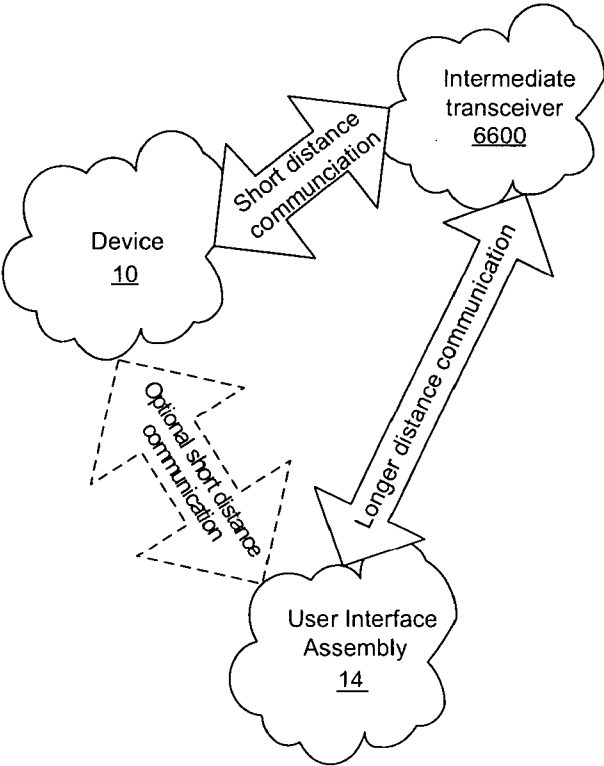 Intermediate
transceiver
6600
Short distance
communciation
Device
10
Longer distance communication
Optional short distance
communication
User Interface
Assembly
14